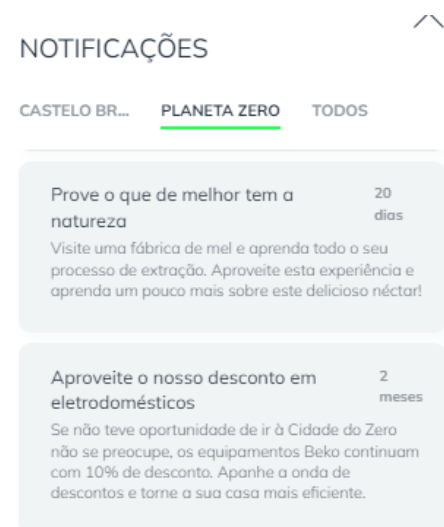 NOTIFICAÇÕES
CASTELO BR... PLANETA ZERO TODOS
Prove o que de melhor tem a 20
natureza dias
Visite uma fábrica de mel e aprenda todo o seu
processo de extração. Aproveite esta experiência e
aprenda um pouco mais sobre este delicioso néctar!
Aproveite o nosso desconto em 2
eletrodomésticos meses
Se não teve oportunidade de ir à Cidade do Zero
não se preocupe, os equipamentos Beko continuam
com 10% de desconto. Apanhe a onda de
descontos e torne a sua casa mais eficiente.